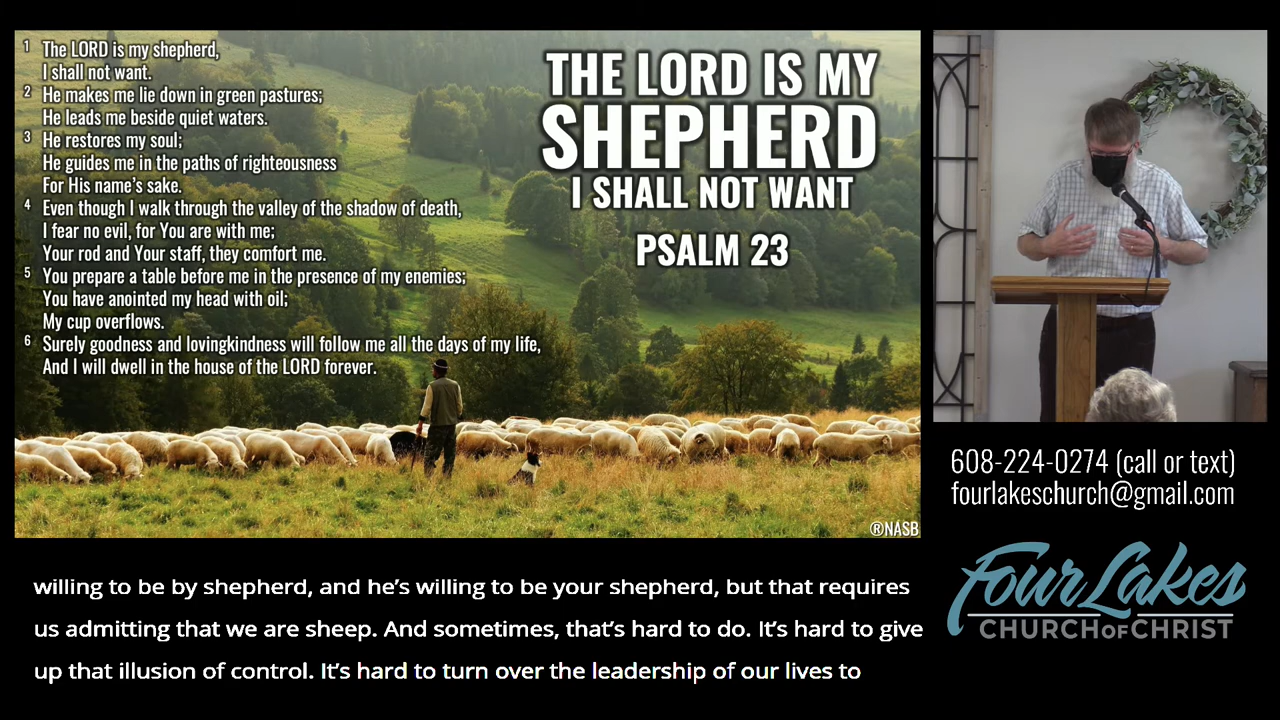 1 The LORD is my shepherd,
I shall not want.
2 He makes me lie down in green pastures;
He leads me beside quiet waters.
3 He restores my soul;
He guides me in the paths of righteousness
For His name's sake.
4 Even though I walk through the valley of the shadow of death,
I fear no evil, for You are with me;
Your rod and Your staff, they comfort me.
5 You prepare a table before me in the presence of my enemies;
You have anointed my head with oil;
My cup overflows.
6 Surely goodness and lovingkindness will follow me all the days of my life,
And I will dwell in the house of the LORD forever.
THE LORD IS MY
SHEPHERD
I SHALL NOT WANT
PSALM 23
®NASB
willing to be by shepherd, and he's willing to be your shepherd, but that requires
us admitting that we are sheep. And sometimes, that's hard to do. It's hard to give
up that illusion of control. It's hard to turn over the leadership of our lives to
608-224-0274 (call or text)
fourlakeschurch@gmail.com
Four Lakes
CHURCH OF CHRIST